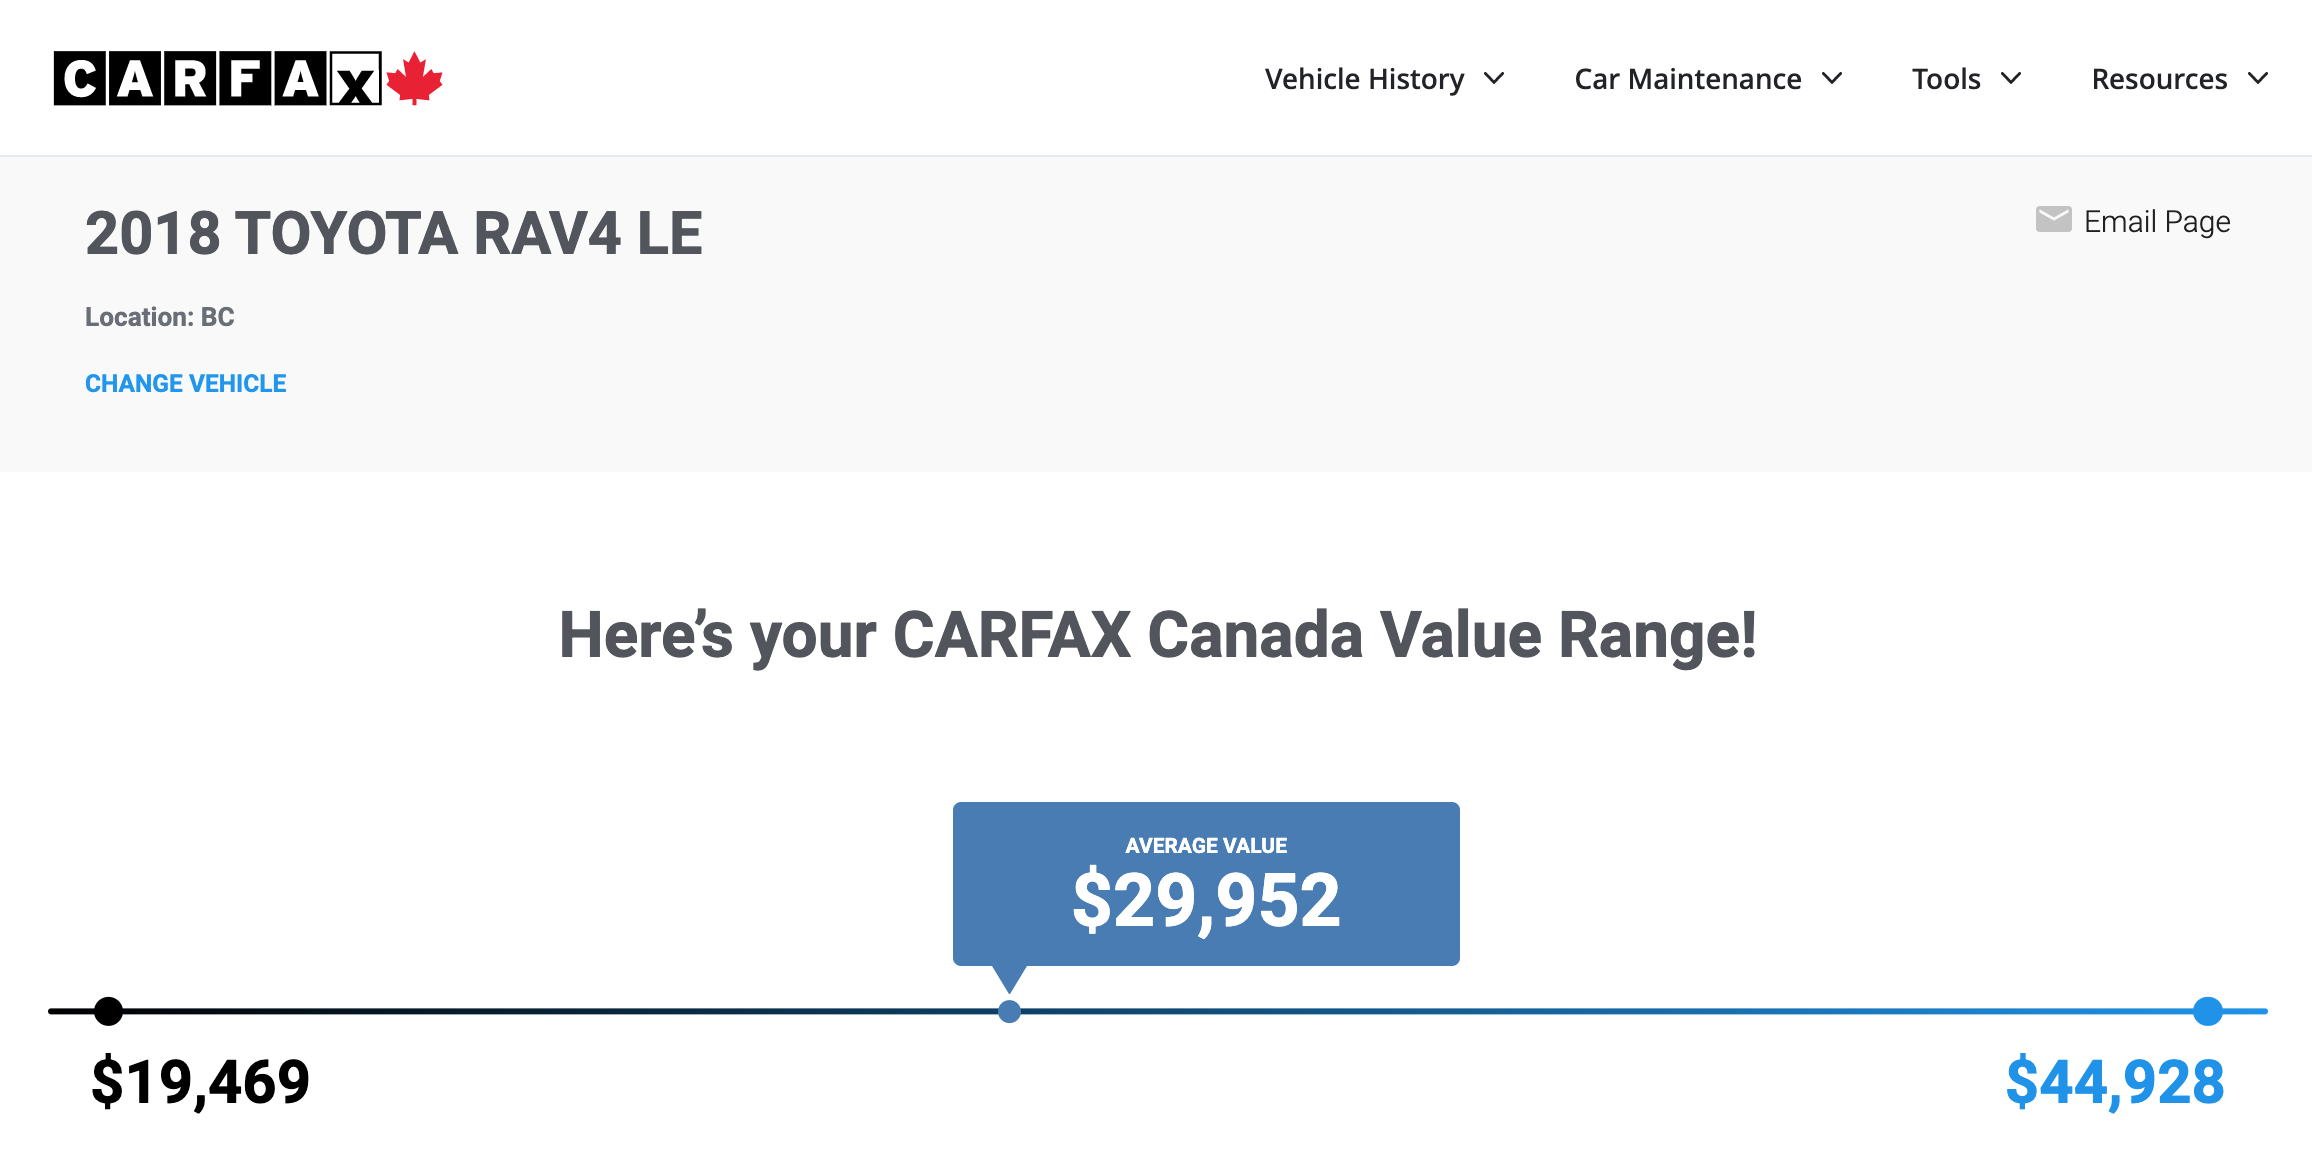 CARFAX
Vehicle History
Car Maintenance
Tools
Resources
2018 TOYOTA RAV4 LE
Email Page
Location: BC
CHANGE VEHICLE
Here’s your CARFAX Canada Value Range!
AVERAGE VALUE
$29,952
$19,469
$44,928